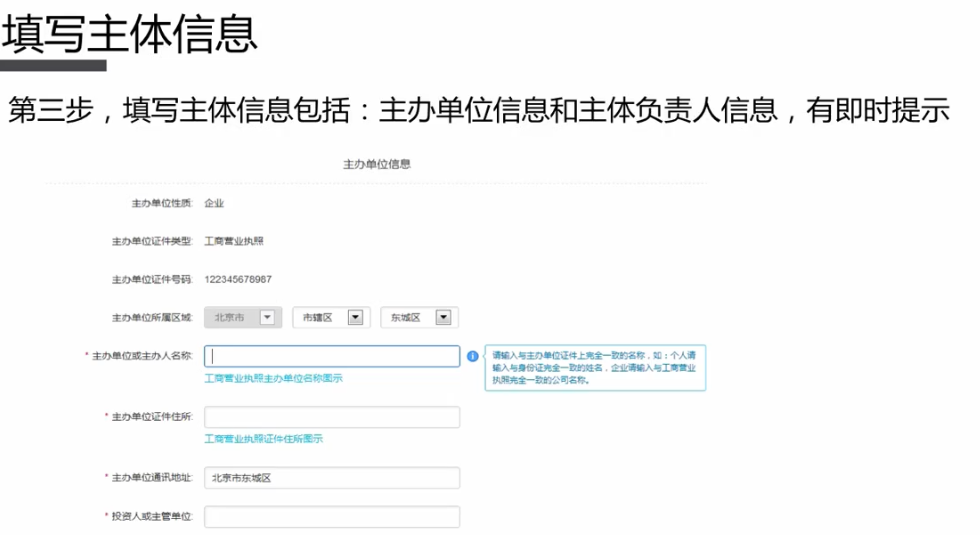 填写主体信息
第三步，填写主体信息包括：主办单位信息和主体负责人信息，有即时提示
主办单位信息
主办单位性质: 企业
主办单位证件类型: 工商营业执照
主办单位证件号码: 122345678987
主办单位所属区域: 北京市 市辖区 东城区
* 主办单位或主办人名称:
请输入与主办单位证件上完全一致的名称，如：个人请
输入与身份证完全一致的姓名，企业请输入与工商营业
执照完全一致的公司名称。
工商营业执照主办单位名称图示
* 主办单位证件住所:
工商营业执照证件住所图示
* 主办单位通讯地址: 北京市东城区
* 投资人或主管单位: